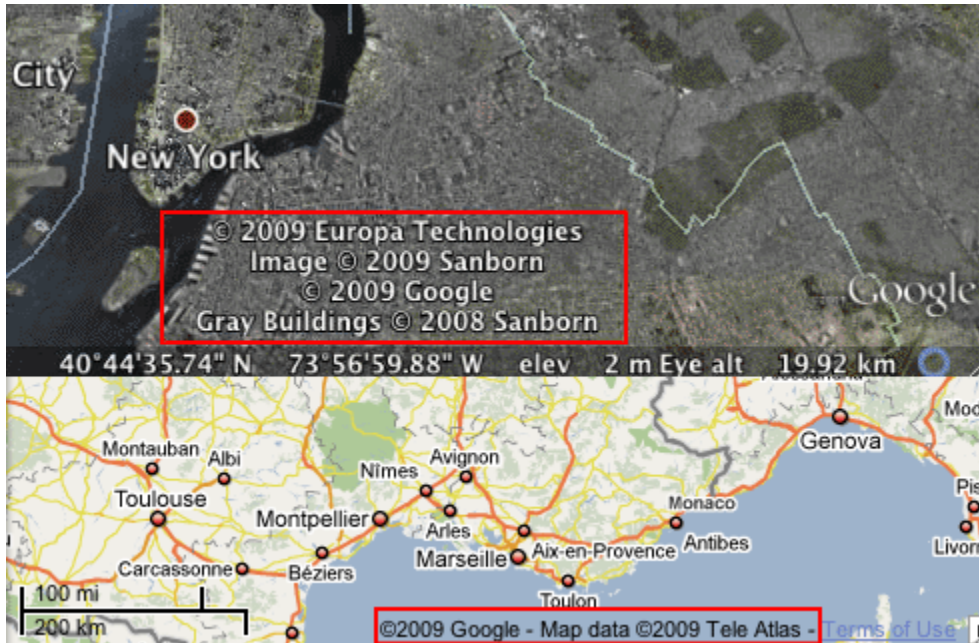 City
New York
© 2009 Europa Technologies
Image © 2009 Sanborn
© 2009 Google
Gray Buildings © 2008 Sanborn
Google
40°44'35.74" N 73°56'59.88" W elev 2 m Eye alt 19.92 km
Genova
Montauban
Albi
Nîmes
Avignon
Toulouse
Montpellier
Arles
Monaco
Marseille
Aix-en-Provence
Antibes
Carcassonne
Béziers
Toulon
100 mi
200 km
©2009 Google - Map data ©2009 Tele Atlas - Terms of Use